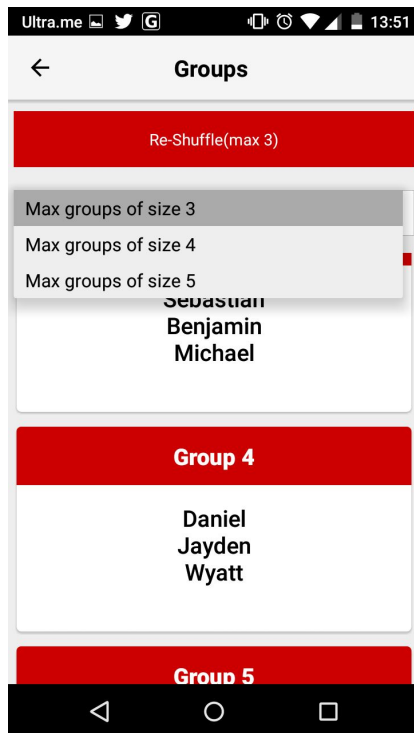 Ultra.me G 13:51
Groups
Re-Shuffle(max 3)
Max groups of size 3
Max groups of size 4
Max groups of size 5
Sebastian
Benjamin
Michael
Group 4
Daniel
Jayden
Wyatt
Group 5